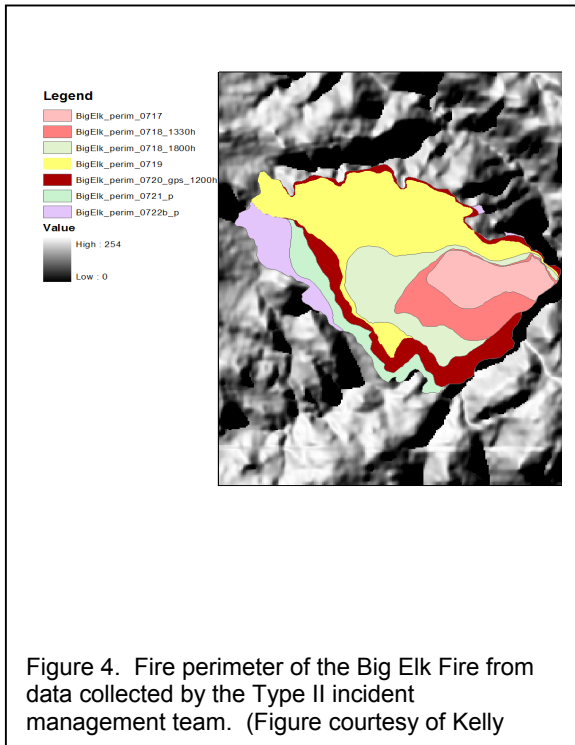 Legend
BigElk_perim_0717
BigElk_perim_0718_1330h
BigElk_perim_0718_1800h
BigElk_perim_0719
BigElk_perim_0720_gps_1200h
BigElk_perim_0721_p
BigElk_perim_0722b_p
Value
High : 254
Low : 0
Figure 4.  Fire perimeter of the Big Elk Fire from
data collected by the Type II incident
management team.  (Figure courtesy of Kelly